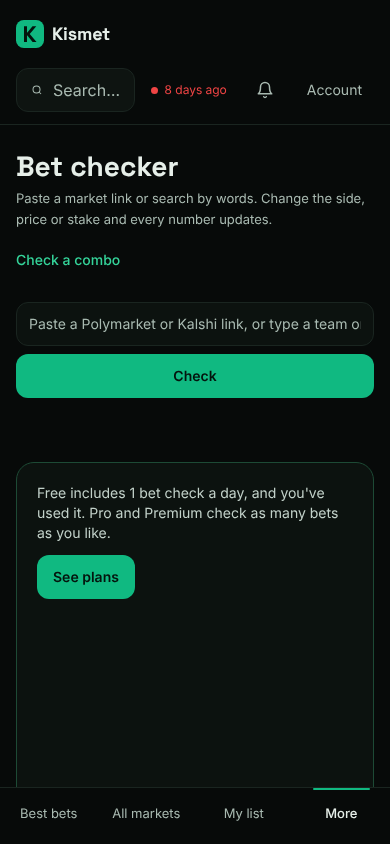 Kismet
Search...
8 days ago
Account
Bet checker
Paste a market link or search by words. Change the side,
price or stake and every number updates.
Check a combo
Paste a Polymarket or Kalshi link, or type a team o
Check
Free includes 1 bet check a day, and you've
used it. Pro and Premium check as many bets
as you like.
See plans
Best bets
All markets
My list
More